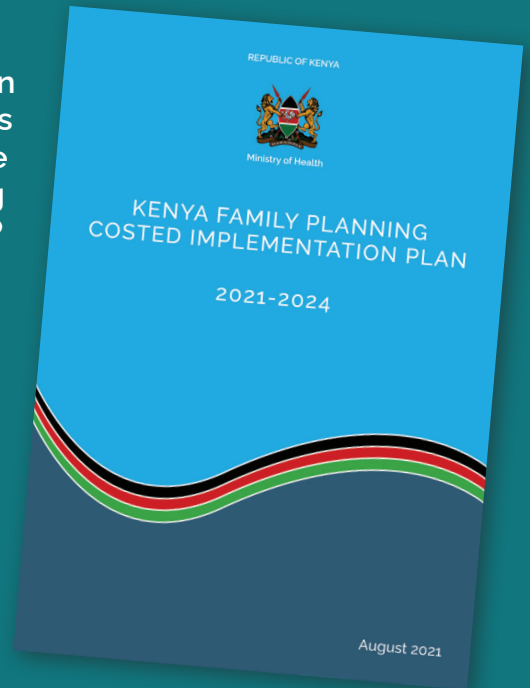 n
s
e
g
REPUBLIC OF KENYA
Ministry of Health
KENYA FAMILY PLANNING
COSTED IMPLEMENTATION PLAN
2021-2024
August 2021